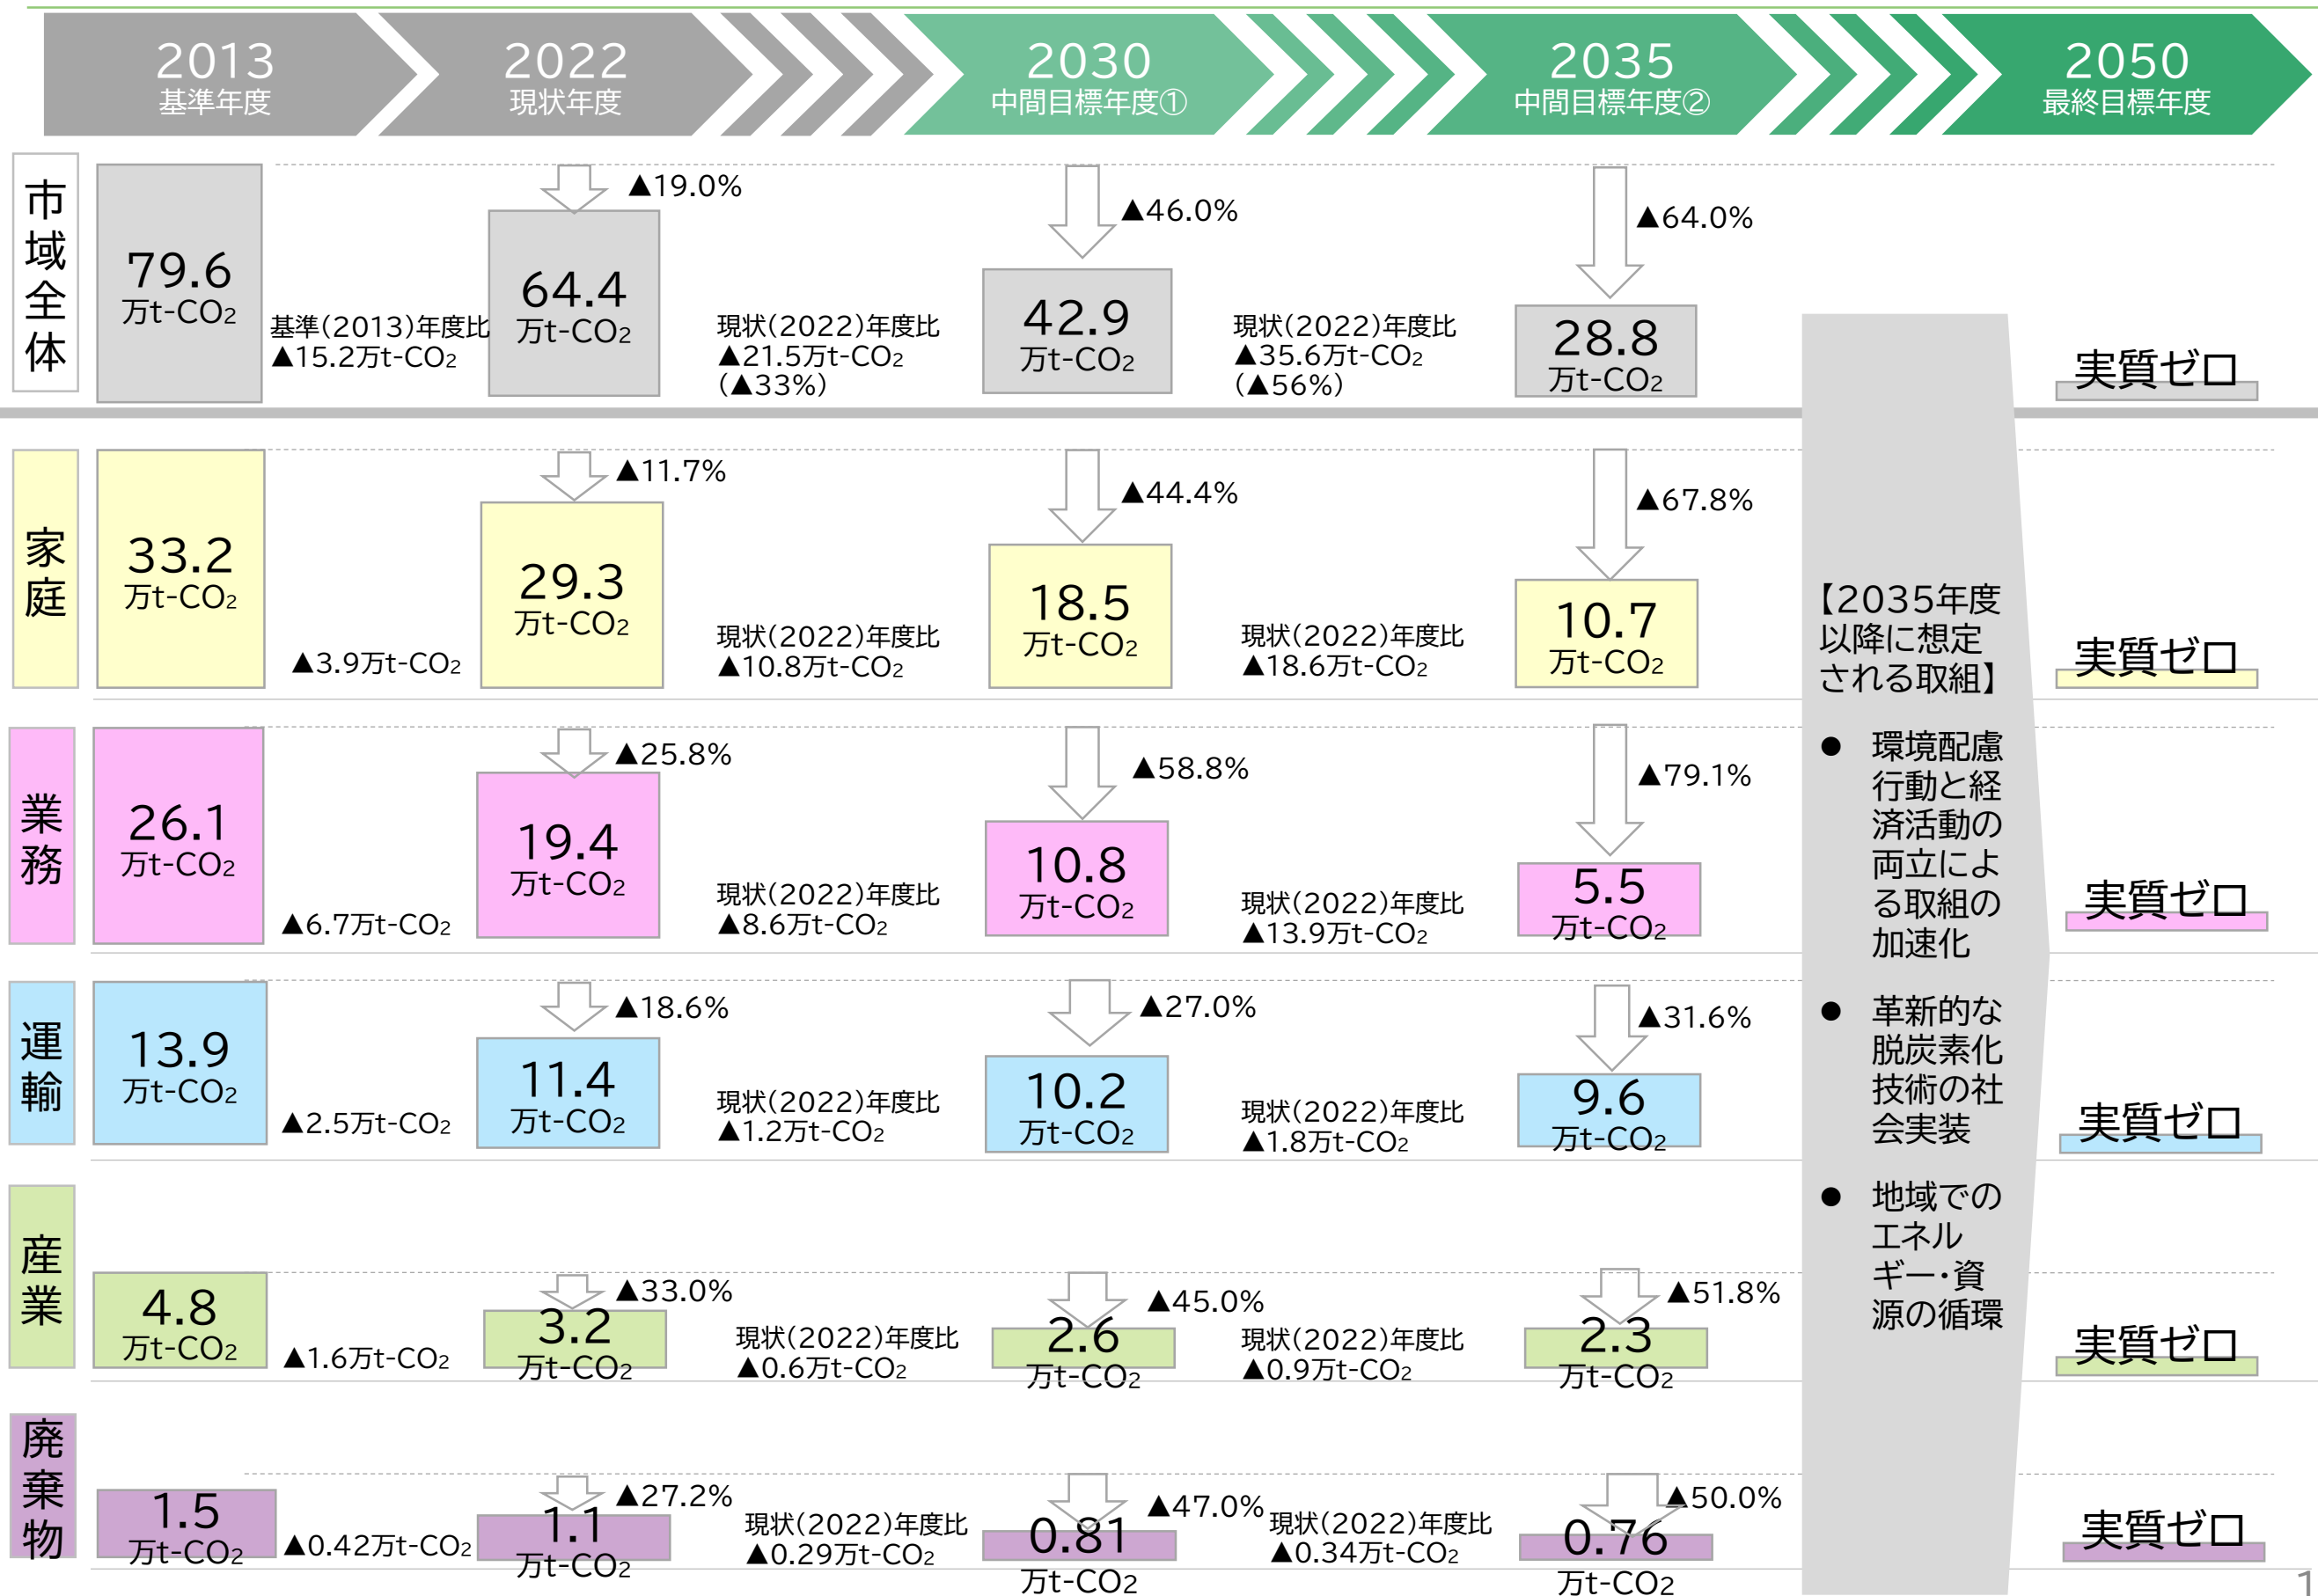 2013
基準年度
2022
現状年度
2030
中間目標年度①
2035
中間目標年度②
2050
最終目標年度
市域全体
79.6
万t-CO2
基準(2013)年度比
▲15.2万t-CO2
▲19.0%
64.4
万t-CO2
現状(2022)年度比
▲21.5万t-CO2
(▲33%)
▲46.0%
42.9
万t-CO2
現状(2022)年度比
▲35.6万t-CO2
(▲56%)
▲64.0%
28.8
万t-CO2
実質ゼロ
家庭
33.2
万t-CO2
▲3.9万t-CO2
▲11.7%
29.3
万t-CO2
現状(2022)年度比
▲10.8万t-CO2
▲44.4%
18.5
万t-CO2
現状(2022)年度比
▲18.6万t-CO2
▲67.8%
10.7
万t-CO2
実質ゼロ
業務
26.1
万t-CO2
▲6.7万t-CO2
▲25.8%
19.4
万t-CO2
現状(2022)年度比
▲8.6万t-CO2
▲58.8%
10.8
万t-CO2
現状(2022)年度比
▲13.9万t-CO2
▲79.1%
5.5
万t-CO2
実質ゼロ
運輸
13.9
万t-CO2
▲2.5万t-CO2
▲18.6%
11.4
万t-CO2
現状(2022)年度比
▲1.2万t-CO2
▲27.0%
10.2
万t-CO2
現状(2022)年度比
▲1.8万t-CO2
▲31.6%
9.6
万t-CO2
実質ゼロ
産業
4.8
万t-CO2
▲1.6万t-CO2
▲33.0%
3.2
万t-CO2
現状(2022)年度比
▲0.6万t-CO2
▲45.0%
2.6
万t-CO2
現状(2022)年度比
▲0.9万t-CO2
▲51.8%
2.3
万t-CO2
実質ゼロ
廃棄物
1.5
万t-CO2
▲0.42万t-CO2
▲27.2%
1.1
万t-CO2
現状(2022)年度比
▲0.29万t-CO2
▲47.0%
0.81
万t-CO2
現状(2022)年度比
▲0.34万t-CO2
▲50.0%
0.76
万t-CO2
実質ゼロ
【2035年度
以降に想定
される取組】
● 環境配慮
行動と経
済活動の
両立によ
る取組の
加速化
● 革新的な
脱炭素化
技術の社
会実装
● 地域での
エネル
ギー・資
源の循環